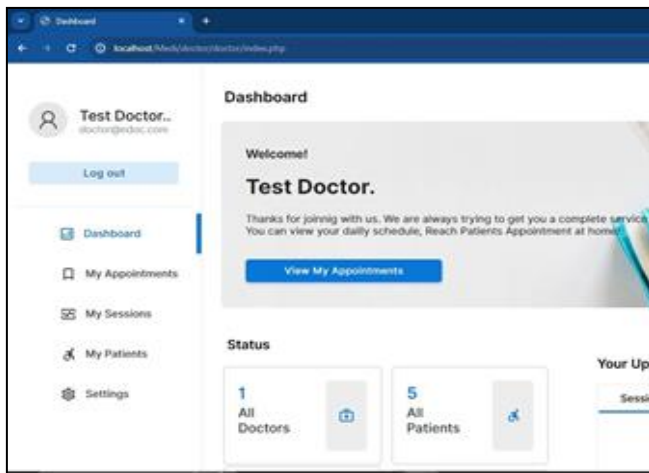 Dashboard
localhost/Medi/doctor/doctor/index.php
Test Doctor..
doctor@edoc.com
Log out
Dashboard
My Appointments
My Sessions
My Patients
Settings
Dashboard
Welcome!
Test Doctor.
Thanks for joinnig with us. We are always trying to get you a complete service
You can view your dailly schedule, Reach Patients Appointment at home!
View My Appointments
Status
1
All
Doctors
5
All
Patients
Your Up
Sessi